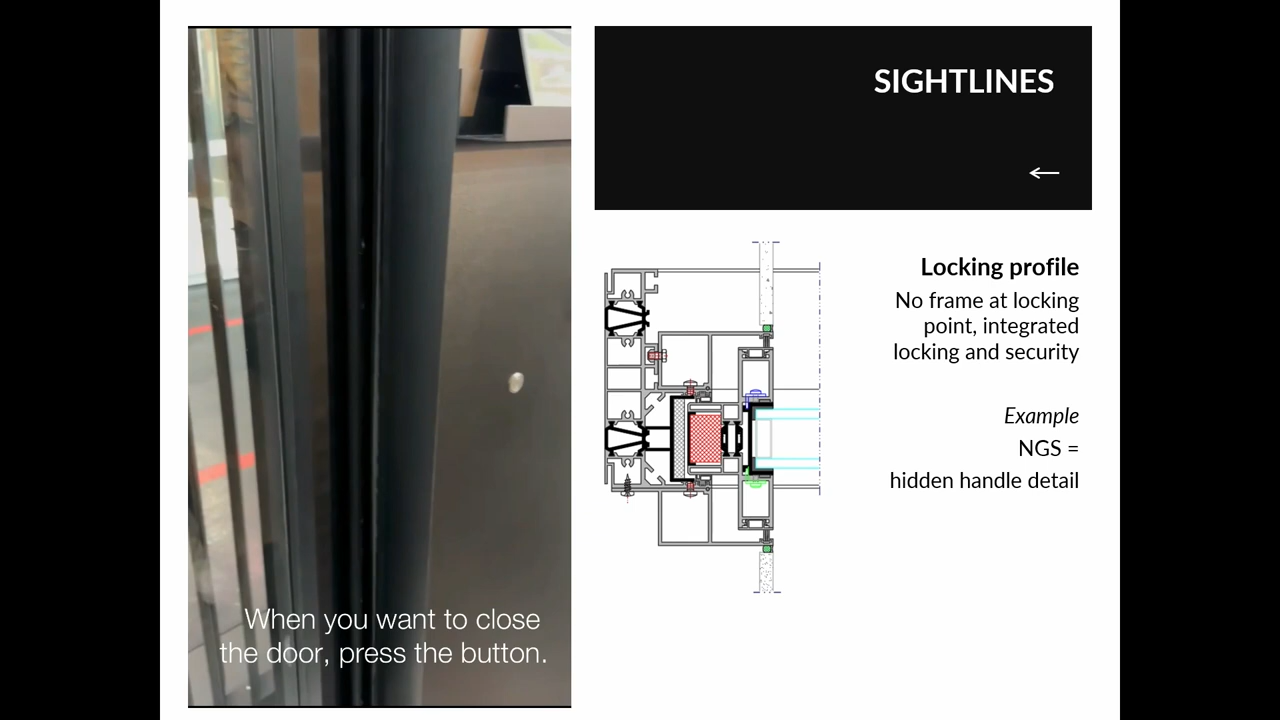 SIGHTLINES
←
Locking profile
No frame at locking
point, integrated
locking and security
Example
NGS =
hidden handle detail
When you want to close
the door, press the button.